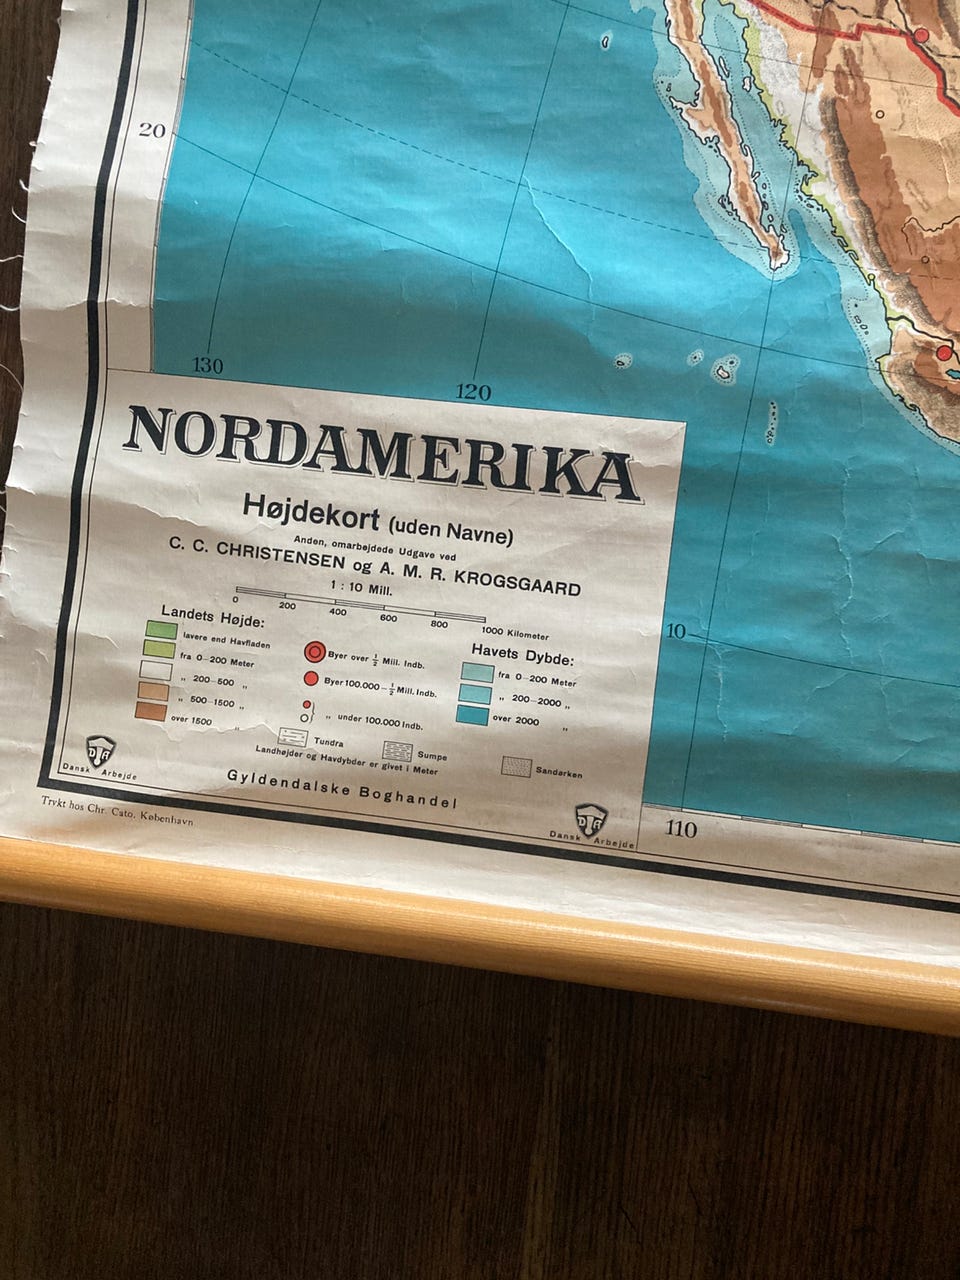 20
130
120
NORDAMERIKA
Højdekort (uden Navne)
Anden, omarbejdede Udgave ved
C. C. CHRISTENSEN og A. M. R. KROGSGAARD
1 : 10 Mill.
0 200 400 600 800 1000 Kilometer
Landets Højde:
lavere end Havfladen
fra 0–200 Meter
„ 200–500 „
„ 500–1500 „
over 1500 „
Byer over ½ Mill. Indb.
Byer 100.000–½ Mill. Indb.
„ under 100.000 Indb.
Havets Dybde:
fra 0–200 Meter
„ 200–2000 „
over 2000 „
Tundra
Sumpe
Sandørken
Landhøjder og Havdybder er givet i Meter
Gyldendalske Boghandel
DA
Dansk Arbejde
DA
Dansk Arbejde
Trykt hos Chr. Cato. København.
10
110